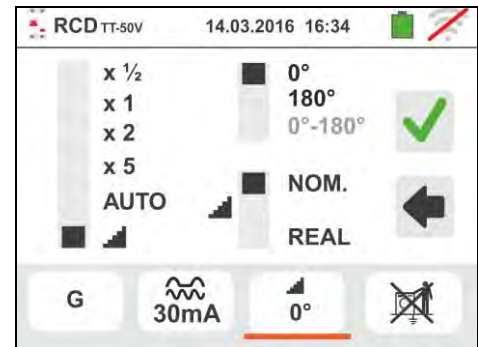 RCD TT-50V 14.03.2016 16:34
x ½
x 1
x 2
x 5
AUTO
0°
180°
0°-180°
NOM.
REAL
G
30mA
0°